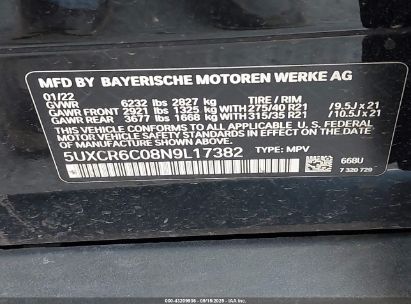 MFD BY BAYERISCHE MOTOREN WERKE AG
01/22
GVWR 6232 lbs 2827 kg TIRE / RIM
GAWR FRONT 2921 lbs 1325 kg WITH 275/40 R21 / 9.5J x 21
GAWR REAR 3677 lbs 1668 kg WITH 315/35 R21 / 10.5J x 21
THIS VEHICLE CONFORMS TO ALL APPLICABLE U.S. FEDERAL
MOTOR VEHICLE SAFETY STANDARDS IN EFFECT ON
THE DATE OF MANUFACTURE SHOWN ABOVE.
5UXCR6C08N9L17382 TYPE: MPV 668U
7 320 729